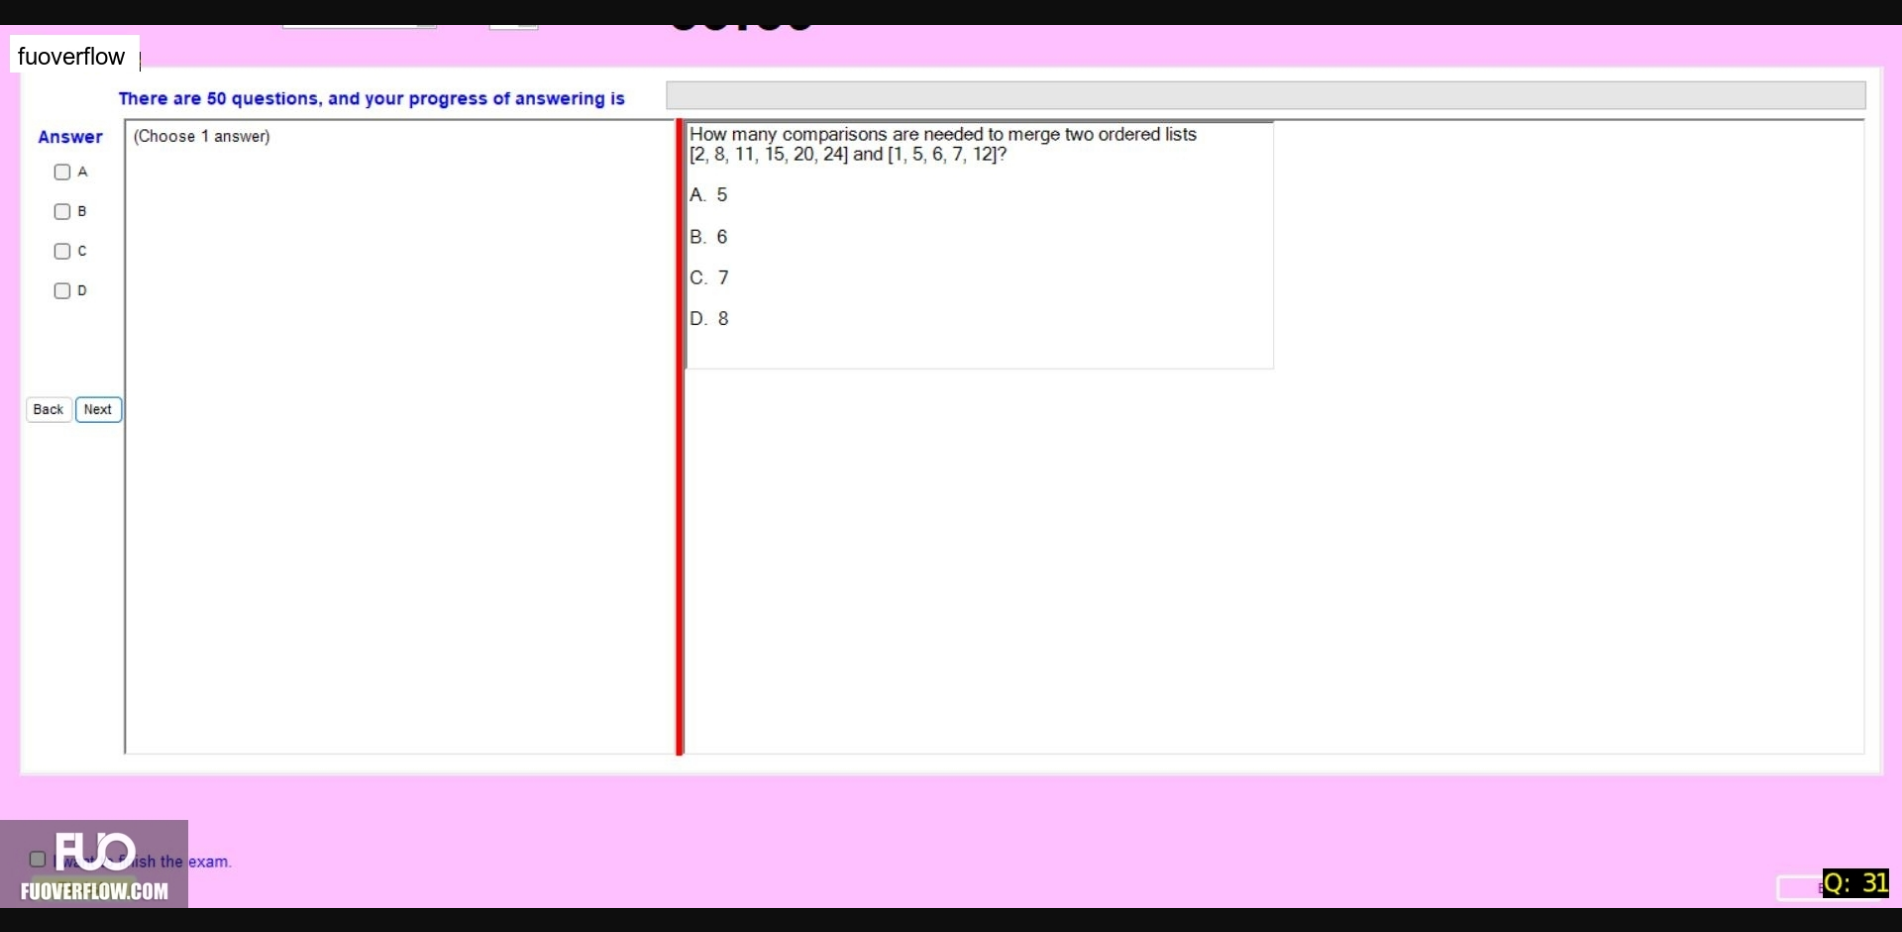 fuoverflow
There are 50 questions, and your progress of answering is
Answer
(Choose 1 answer)
A
B
C
D
Back
Next
How many comparisons are needed to merge two ordered lists
[2, 8, 11, 15, 20, 24] and [1, 5, 6, 7, 12]?
A. 5
B. 6
C. 7
D. 8
finish the exam.
FUO
FUOVERFLOW.COM
Q: 31